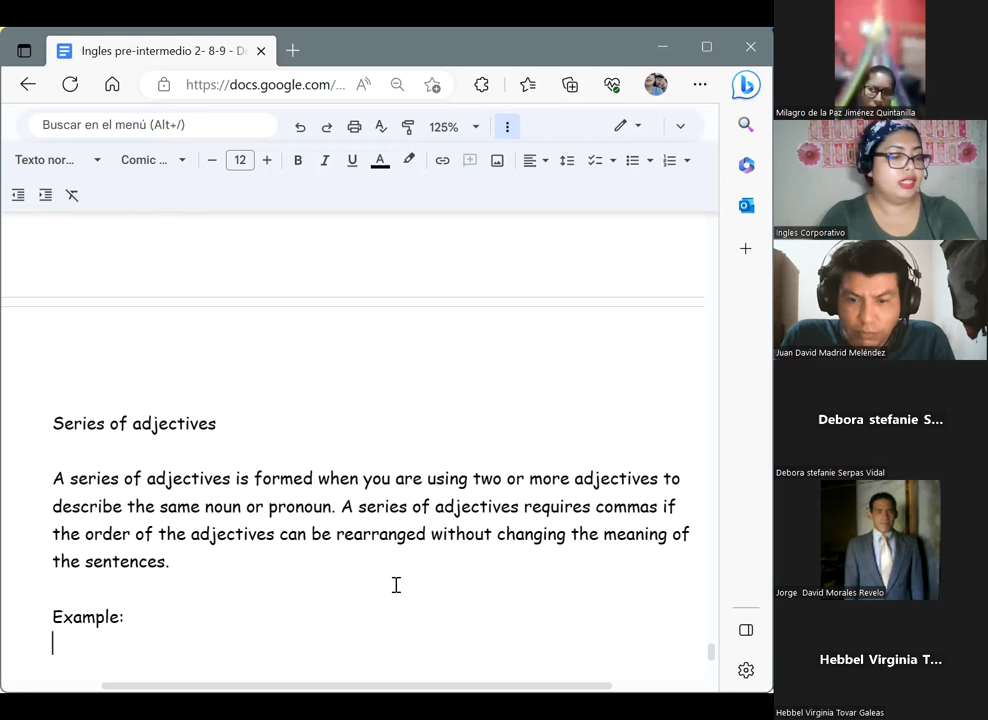 Ingles pre-intermedio 2- 8-9 - D
https://docs.google.com/...
Buscar en el menú (Alt+/)
125%
Texto nor...
Comic ...
12
Series of adjectives
A series of adjectives is formed when you are using two or more adjectives to
describe the same noun or pronoun. A series of adjectives requires commas if
the order of the adjectives can be rearranged without changing the meaning of
the sentences.
Example:
Milagro de la Paz Jiménez Quintanilla
Ingles Corporativo
Juan David Madrid Meléndez
Debora stefanie S...
Debora stefanie Serpas Vidal
Jorge David Morales Revelo
Hebbel Virginia T...
Hebbel Virginia Tovar Galeas